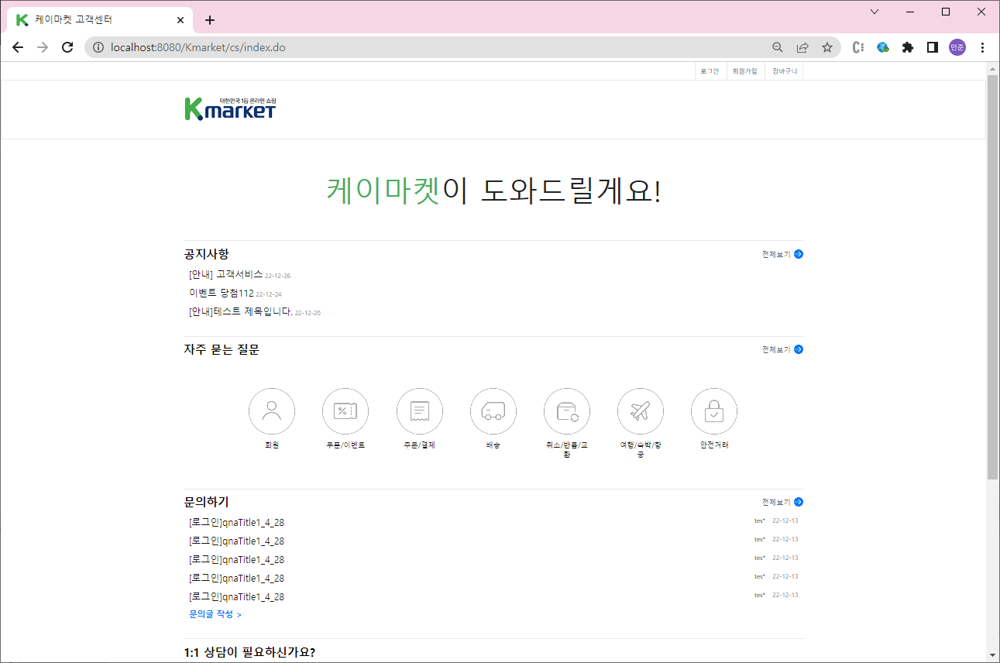 케이마켓 고객센터
localhost:8080/Kmarket/cs/index.do
민준
로그인 회원가입 장바구니
대한민국 1등 온라인 쇼핑
Kmarket
케이마켓이 도와드릴게요!
공지사항 전체보기
[안내] 고객서비스 22-12-26
이벤트 당첨112 22-12-24
[안내]테스트 제목입니다. 22-12-20
자주 묻는 질문 전체보기
회원 쿠폰/이벤트 주문/결제 배송 취소/반품/교환 여행/숙박/항공 안전거래
문의하기 전체보기
[로그인]qnaTitle1_4_28 tes* 22-12-13
[로그인]qnaTitle1_4_28 tes* 22-12-13
[로그인]qnaTitle1_4_28 tes* 22-12-13
[로그인]qnaTitle1_4_28 tes* 22-12-13
[로그인]qnaTitle1_4_28 tes* 22-12-13
문의글 작성 >
1:1 상담이 필요하신가요?